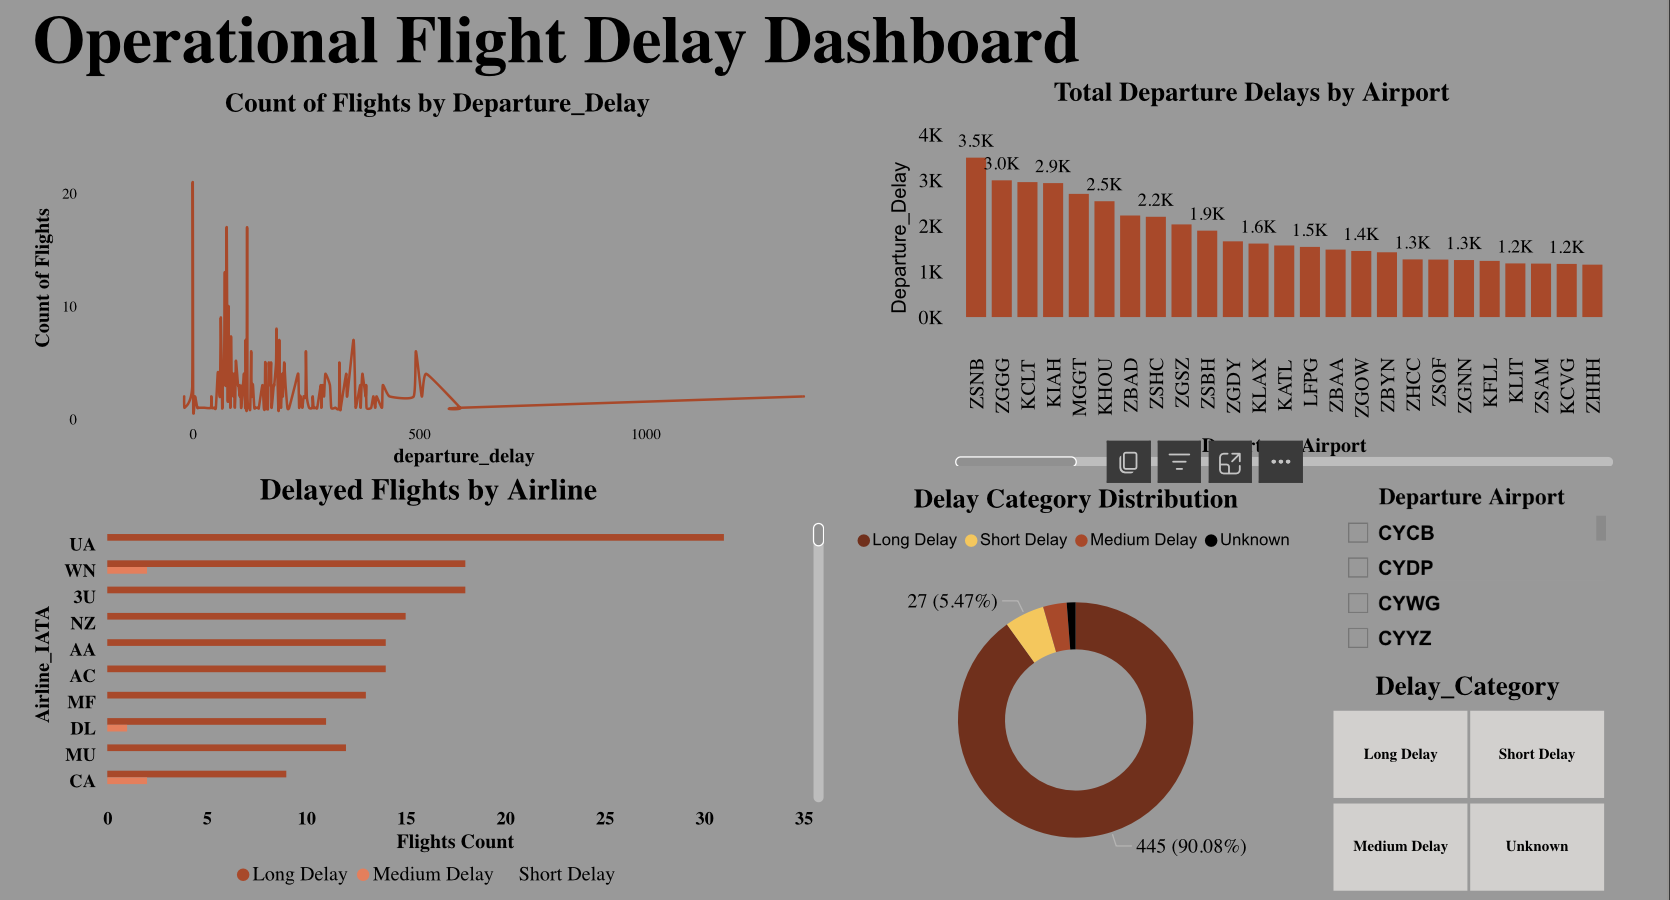 Operational Flight Delay Dashboard
Count of Flights by Departure_Delay
Count of Flights
20
10
0
0
500
1000
departure_delay
Total Departure Delays by Airport
Departure_Delay
4K
3K
2K
1K
0K
3.5K
3.0K
2.9K
2.5K
2.2K
1.9K
1.6K
1.5K
1.4K
1.3K
1.3K
1.2K
1.2K
ZSNB
ZGGG
KCLT
KIAH
MGGT
KHOU
ZBAD
ZSHC
ZGSZ
ZSBH
ZGDY
KLAX
KATL
LFPG
ZBAA
ZGOW
ZBYN
ZHCC
ZSOF
ZGNN
KFLL
KLIT
ZSAM
KCVG
ZHHH
Airport
Delayed Flights by Airline
Airline_IATA
UA
WN
3U
NZ
AA
AC
MF
DL
MU
CA
0 5 10 15 20 25 30 35
Flights Count
Long Delay Medium Delay Short Delay
Delay Category Distribution
Long Delay Short Delay Medium Delay Unknown
27 (5.47%)
445 (90.08%)
Departure Airport
CYCB
CYDP
CYWG
CYYZ
Delay_Category
Long Delay
Short Delay
Medium Delay
Unknown